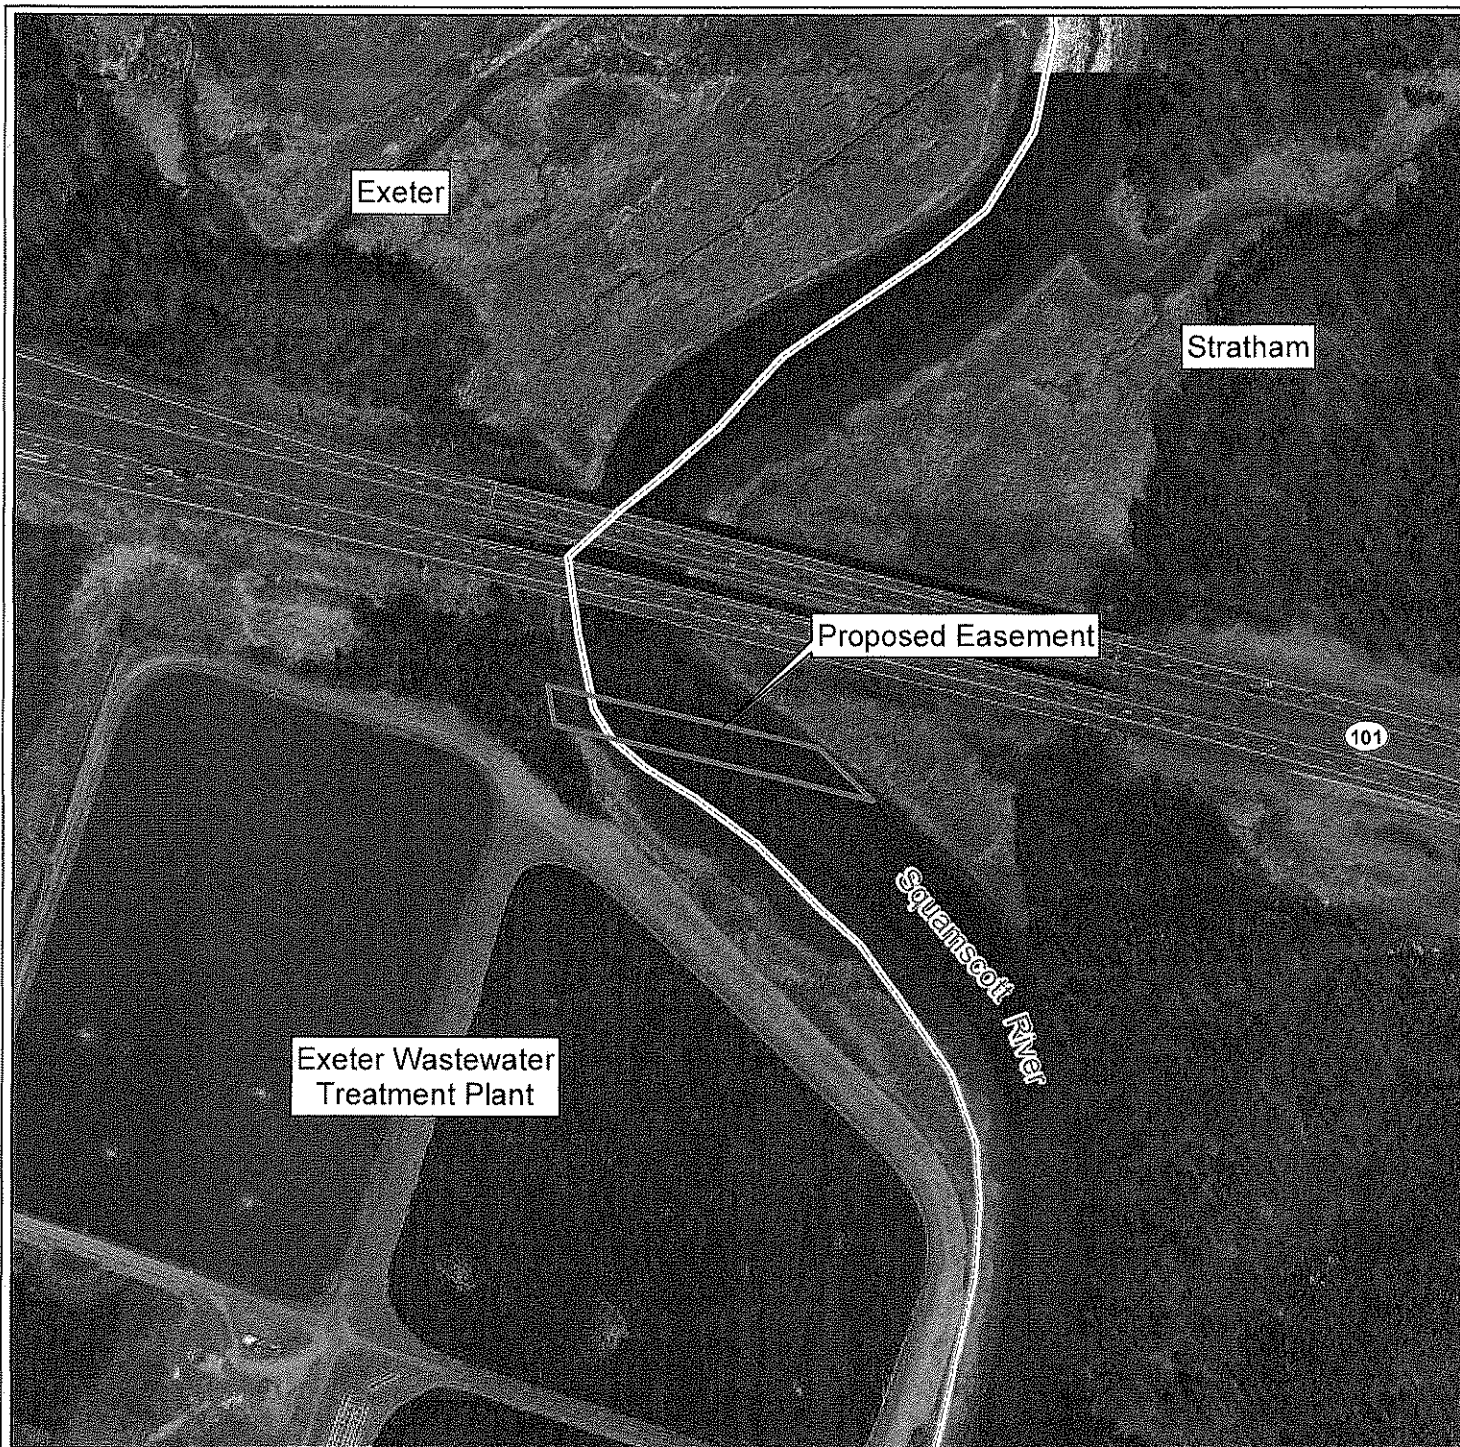 Exeter
Stratham
Proposed Easement
101
Squamscott River
Exeter Wastewater
Treatment Plant